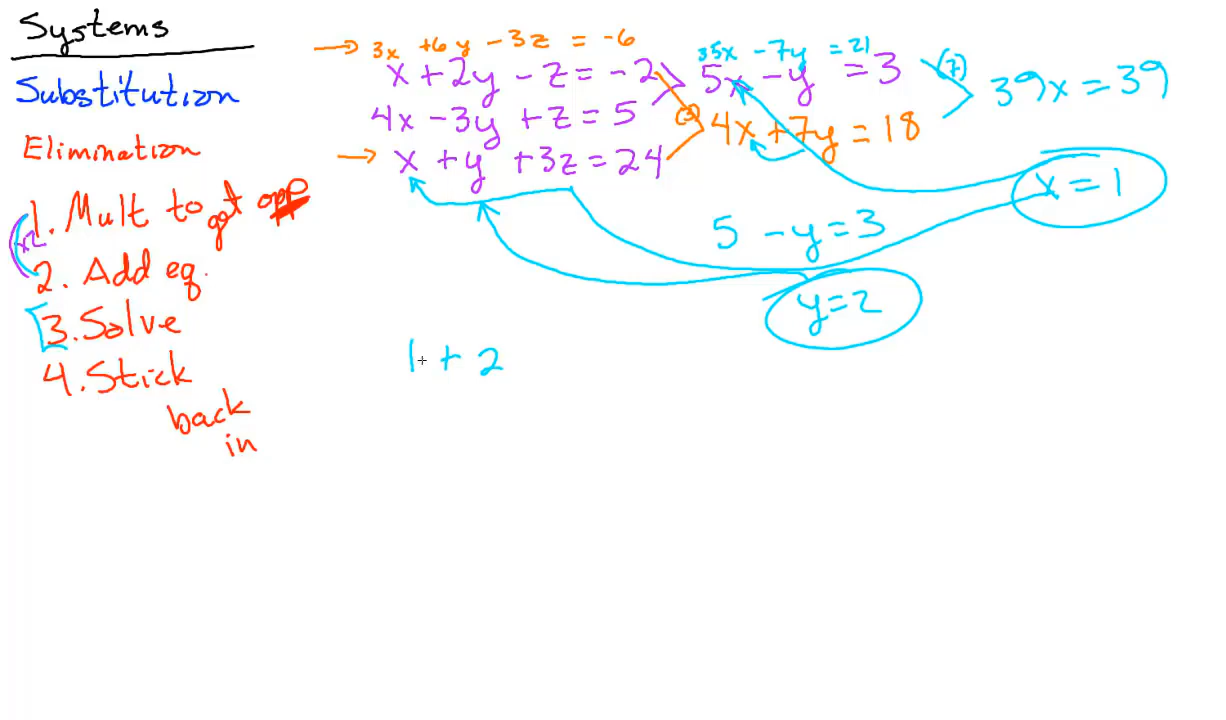 Systems
Substitution
Elimination
1. Mult to get opp
x2
2. Add eq.
3. Solve
4. Stick
back
in
3x +6y - 3z = -6
x + 2y - z = -2
4x - 3y + z = 5
x + y + 3z = 24
35x - 7y = 21
5x - y = 3
(7)
(3)
4x + 7y = 18
39x = 39
x = 1
5 - y = 3
y = 2
1 + 2